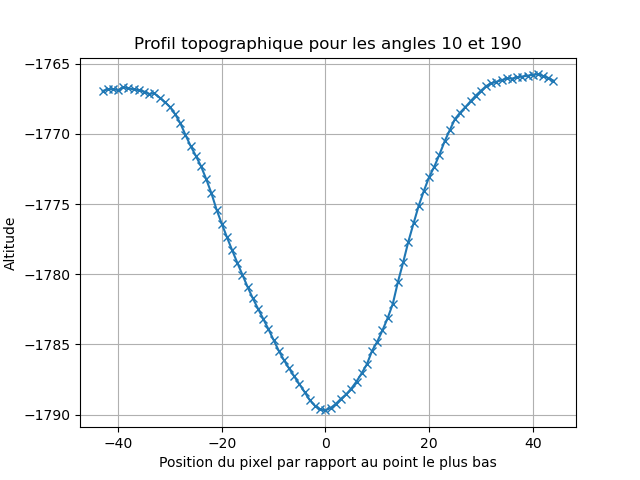 Profil topographique pour les angles 10 et 190
Altitude
−1765
−1770
−1775
−1780
−1785
−1790
−40 −20 0 20 40
Position du pixel par rapport au point le plus bas